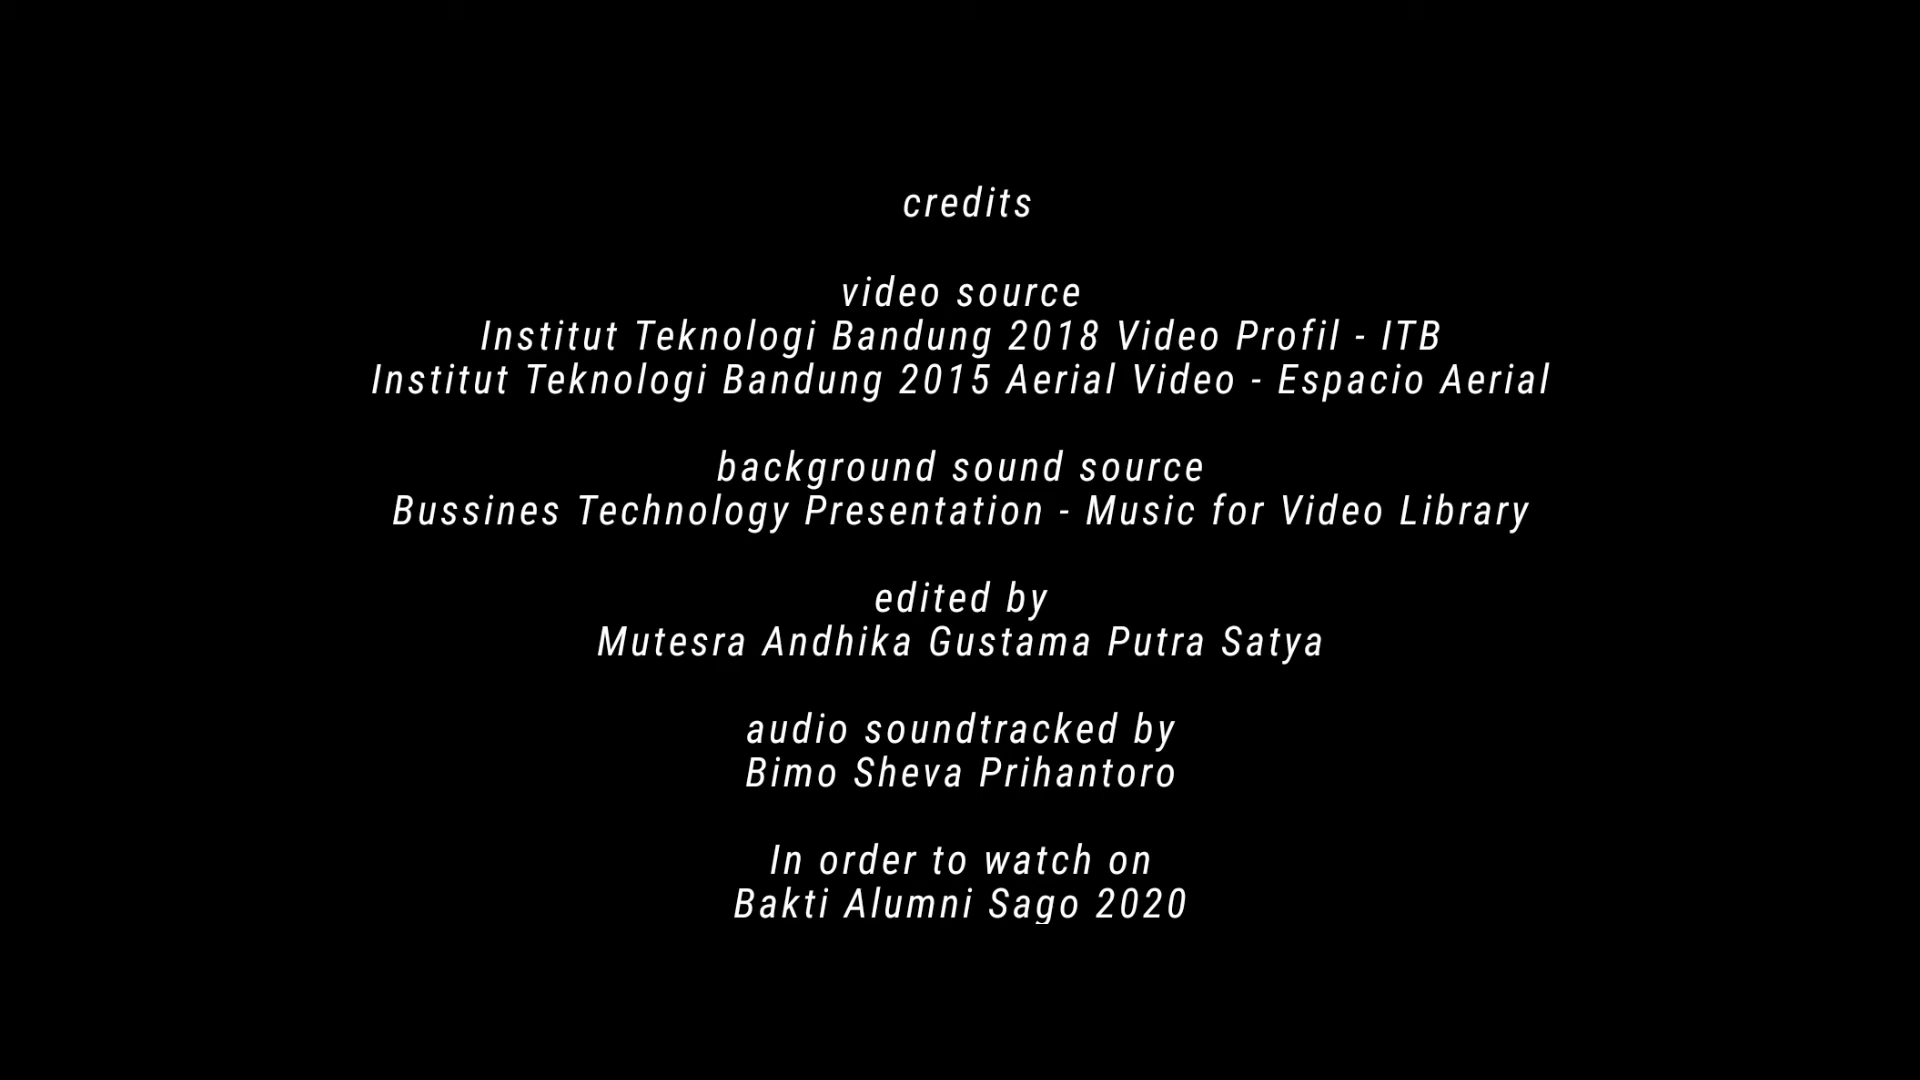 credits
video source
Institut Teknologi Bandung 2018 Video Profil - ITB
Institut Teknologi Bandung 2015 Aerial Video - Espacio Aerial
background sound source
Bussines Technology Presentation - Music for Video Library
edited by
Mutesra Andhika Gustama Putra Satya
audio soundtracked by
Bimo Sheva Prihantoro
In order to watch on
Bakti Alumni Sago 2020